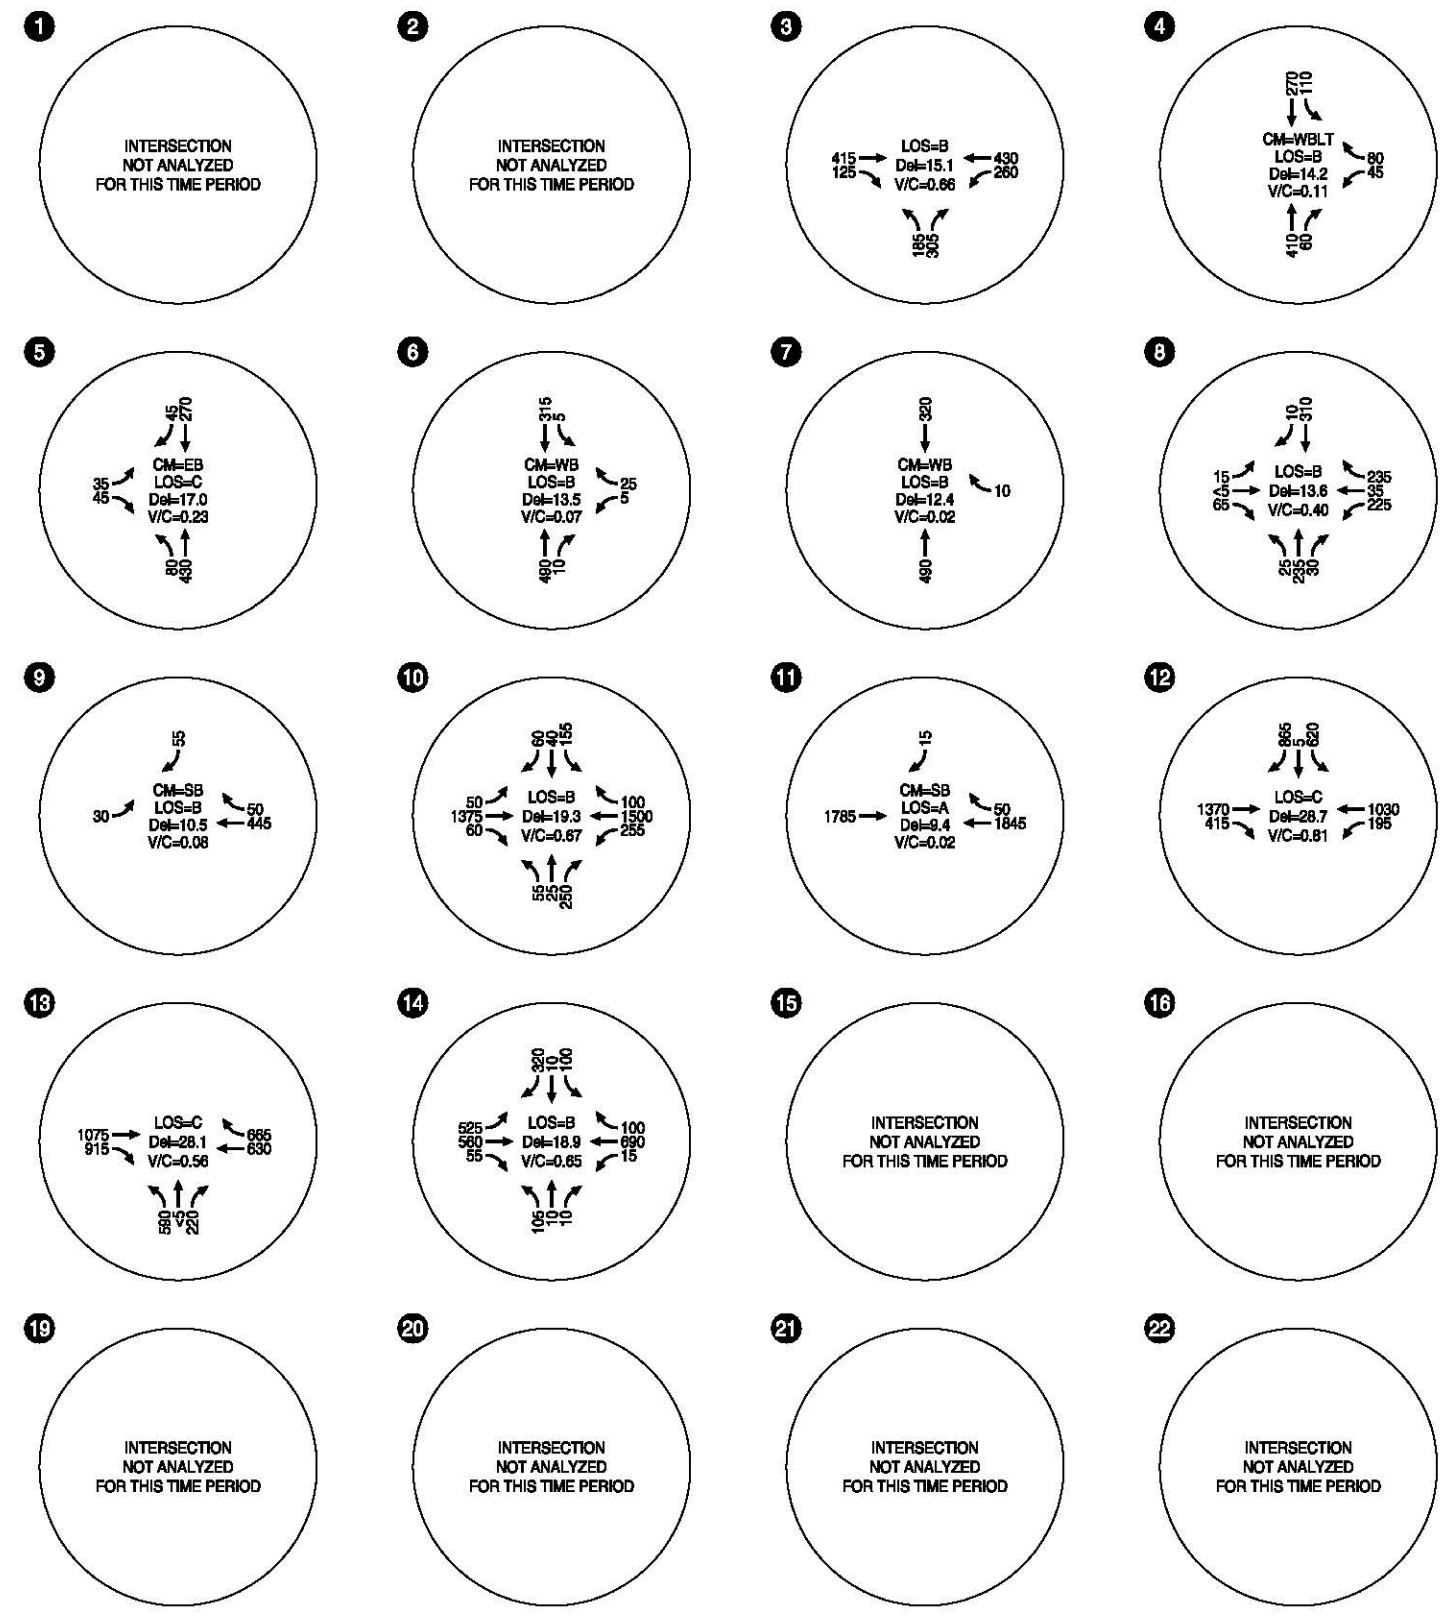 1
INTERSECTION
NOT ANALYZED
FOR THIS TIME PERIOD
2
INTERSECTION
NOT ANALYZED
FOR THIS TIME PERIOD
3
LOS=B
Del=15.1
V/C=0.66
415
125
430
260
185
305
4
270
110
CM=WBLT
LOS=B
Del=14.2
V/C=0.11
80
45
410
60
5
45
270
CM=EB
LOS=C
Del=17.0
V/C=0.23
35
45
80
430
6
315
5
CM=WB
LOS=B
Del=13.5
V/C=0.07
25
5
490
10
7
320
CM=WB
LOS=B
Del=12.4
V/C=0.02
10
490
8
10
310
15
<5
65
LOS=B
Del=13.6
V/C=0.40
235
35
225
25
235
30
9
55
30
CM=SB
LOS=B
Del=10.5
V/C=0.08
50
445
10
60
40
155
50
1375
60
LOS=B
Del=19.3
V/C=0.67
100
1500
255
55
25
250
11
15
1785
CM=SB
LOS=A
Del=9.4
V/C=0.02
50
1845
12
865
5
620
1370
415
LOS=C
Del=28.7
V/C=0.81
1030
195
13
1075
915
LOS=C
Del=28.1
V/C=0.56
665
630
590
<5
220
14
320
10
100
525
560
55
LOS=B
Del=18.9
V/C=0.65
100
690
15
105
10
10
15
INTERSECTION
NOT ANALYZED
FOR THIS TIME PERIOD
16
INTERSECTION
NOT ANALYZED
FOR THIS TIME PERIOD
19
INTERSECTION
NOT ANALYZED
FOR THIS TIME PERIOD
20
INTERSECTION
NOT ANALYZED
FOR THIS TIME PERIOD
21
INTERSECTION
NOT ANALYZED
FOR THIS TIME PERIOD
22
INTERSECTION
NOT ANALYZED
FOR THIS TIME PERIOD